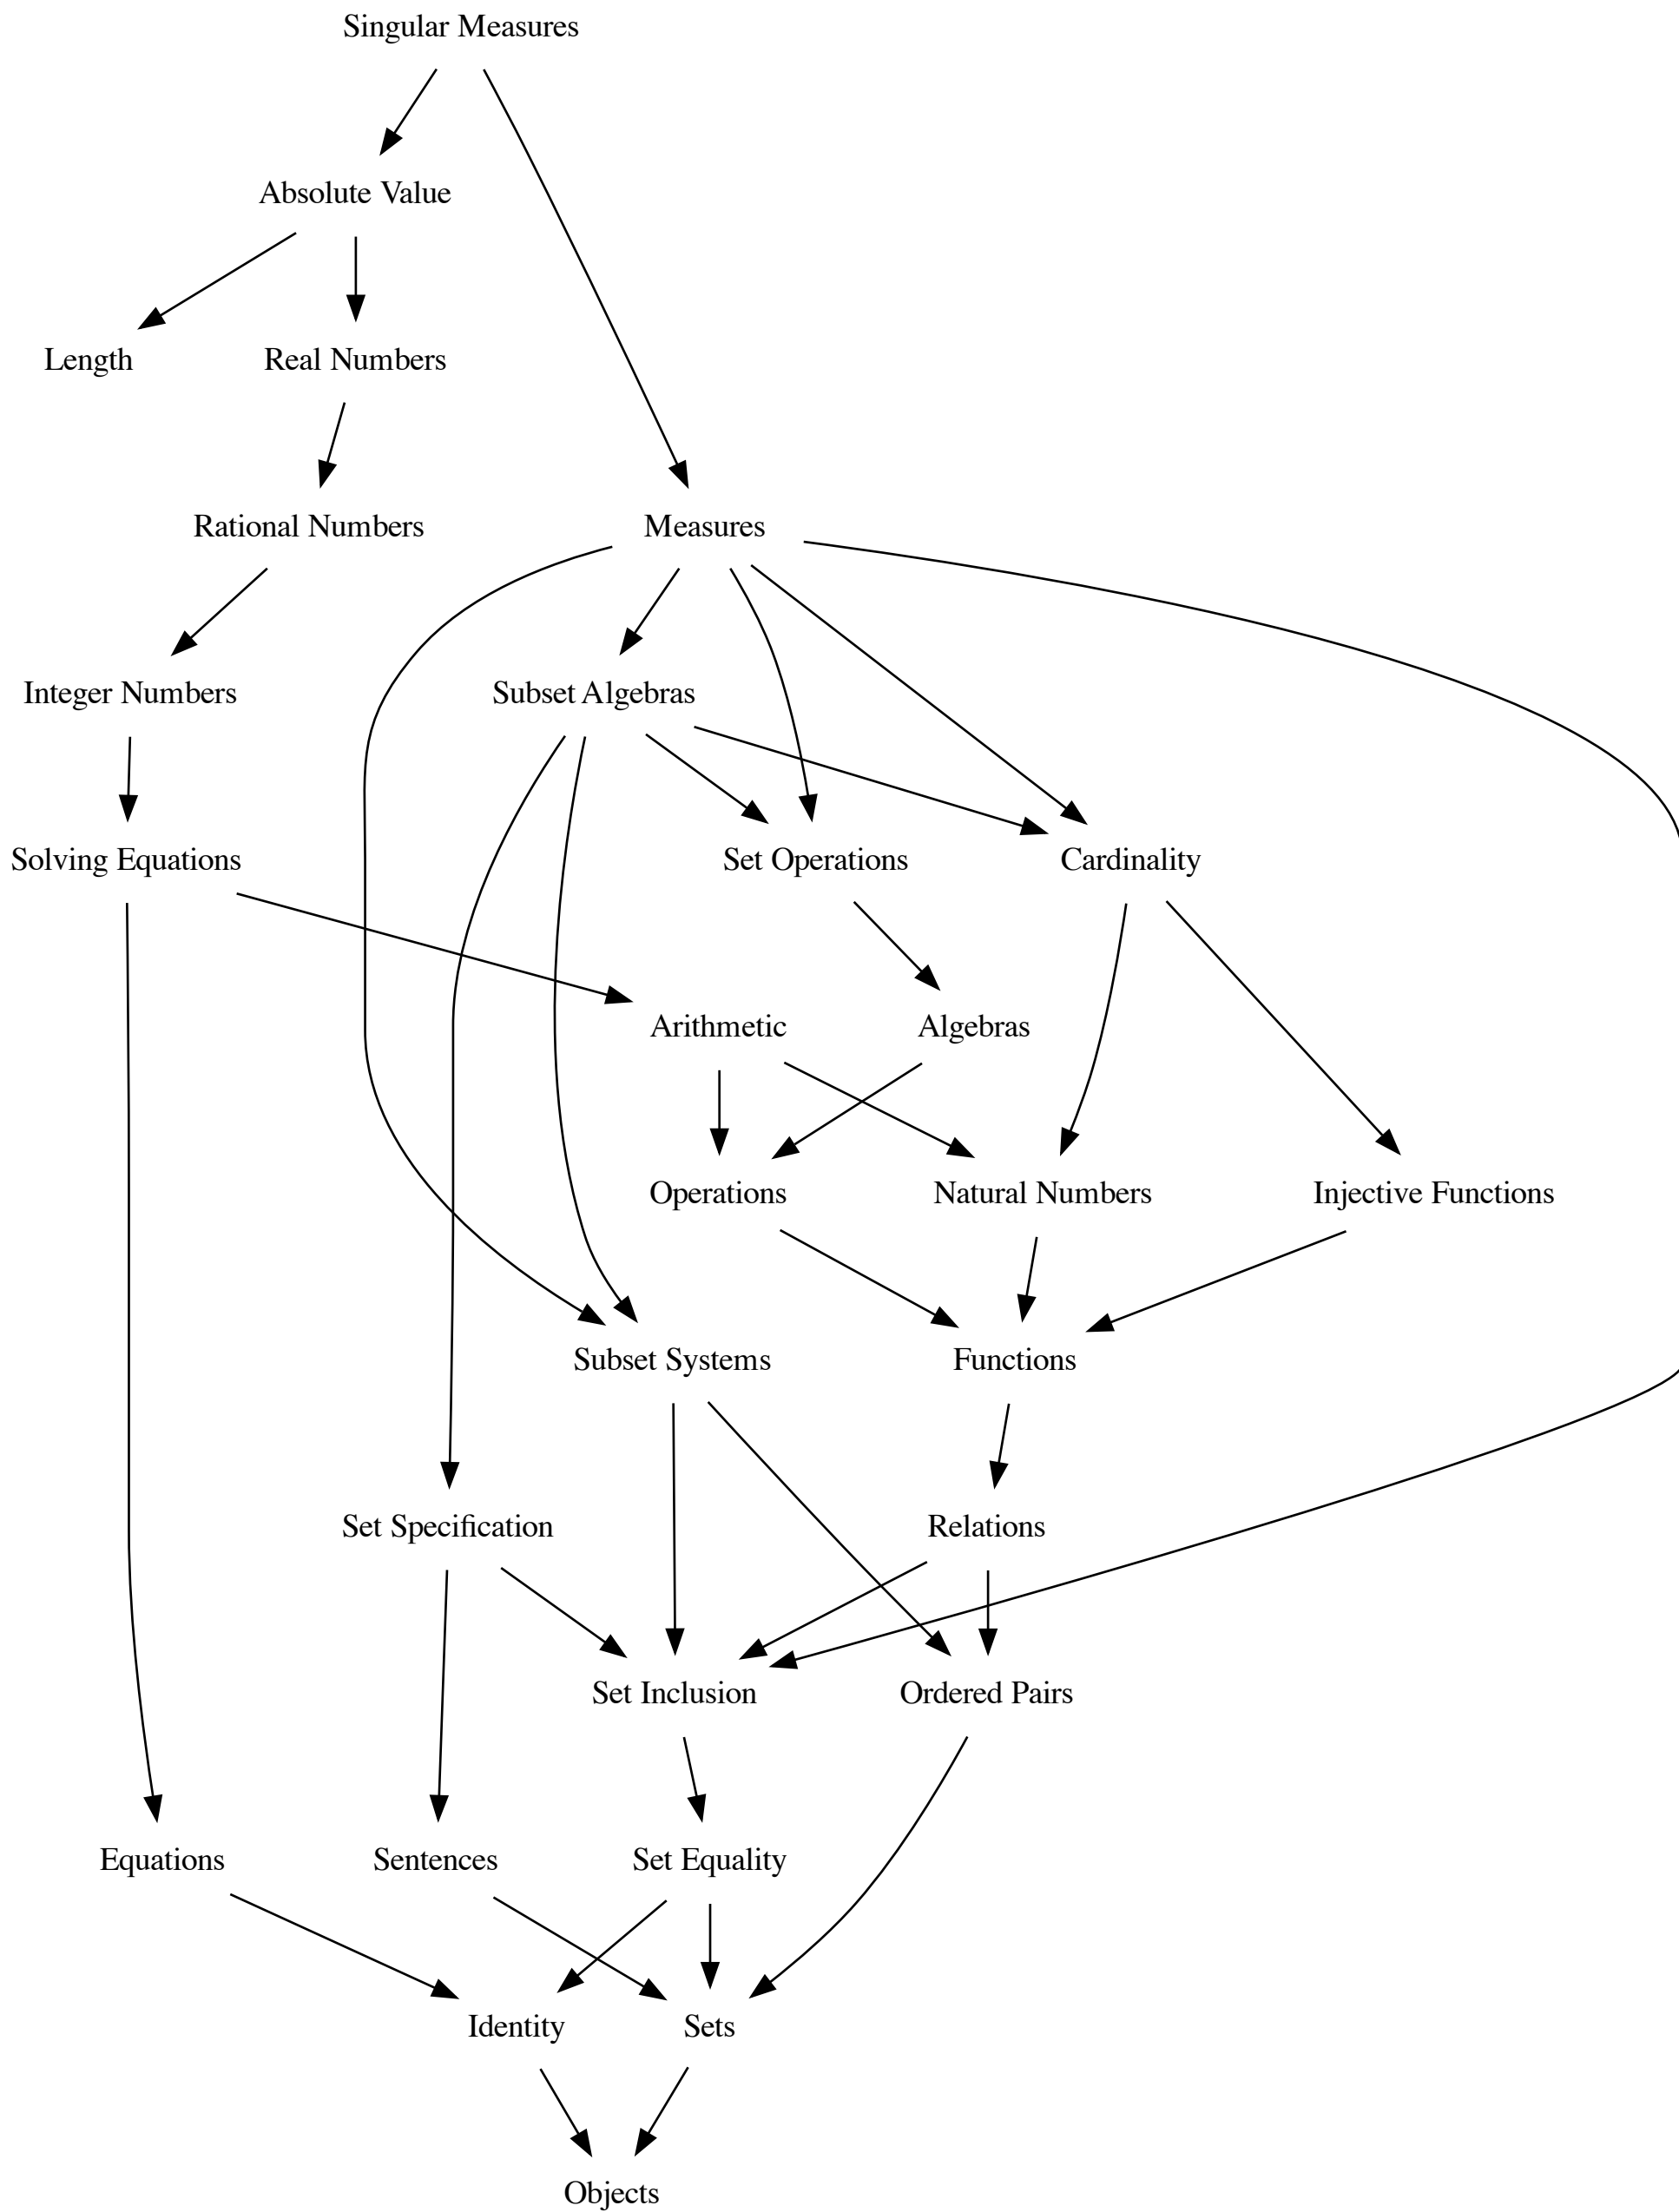 Singular Measures
Absolute Value
Length
Real Numbers
Rational Numbers
Measures
Integer Numbers
Subset Algebras
Solving Equations
Set Operations
Cardinality
Arithmetic
Algebras
Operations
Natural Numbers
Injective Functions
Subset Systems
Functions
Set Specification
Relations
Set Inclusion
Ordered Pairs
Equations
Sentences
Set Equality
Identity
Sets
Objects